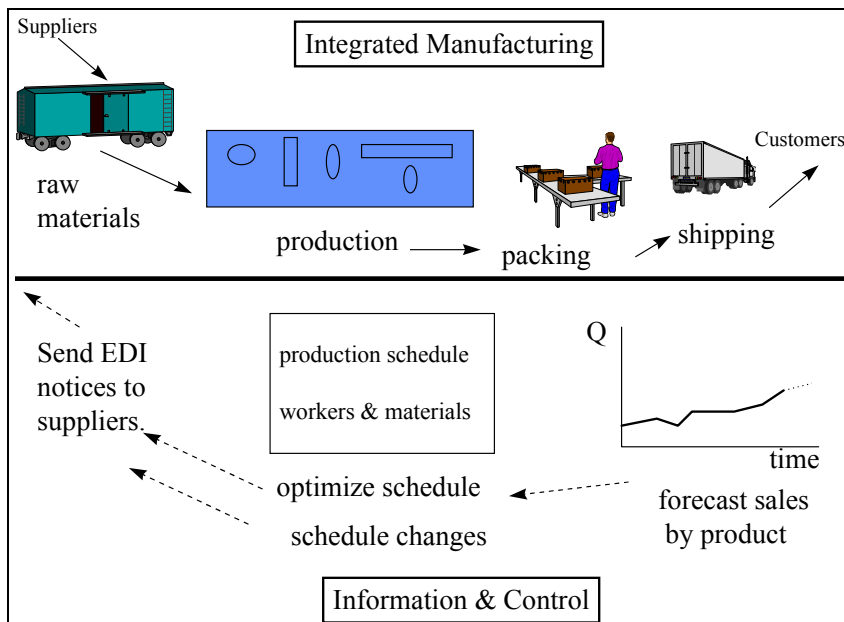 Suppliers
Integrated Manufacturing
Customers
raw
materials
production
packing
shipping
Send EDI
notices to
suppliers.
production schedule
workers & materials
Q
time
optimize schedule
schedule changes
forecast sales
by product
Information & Control